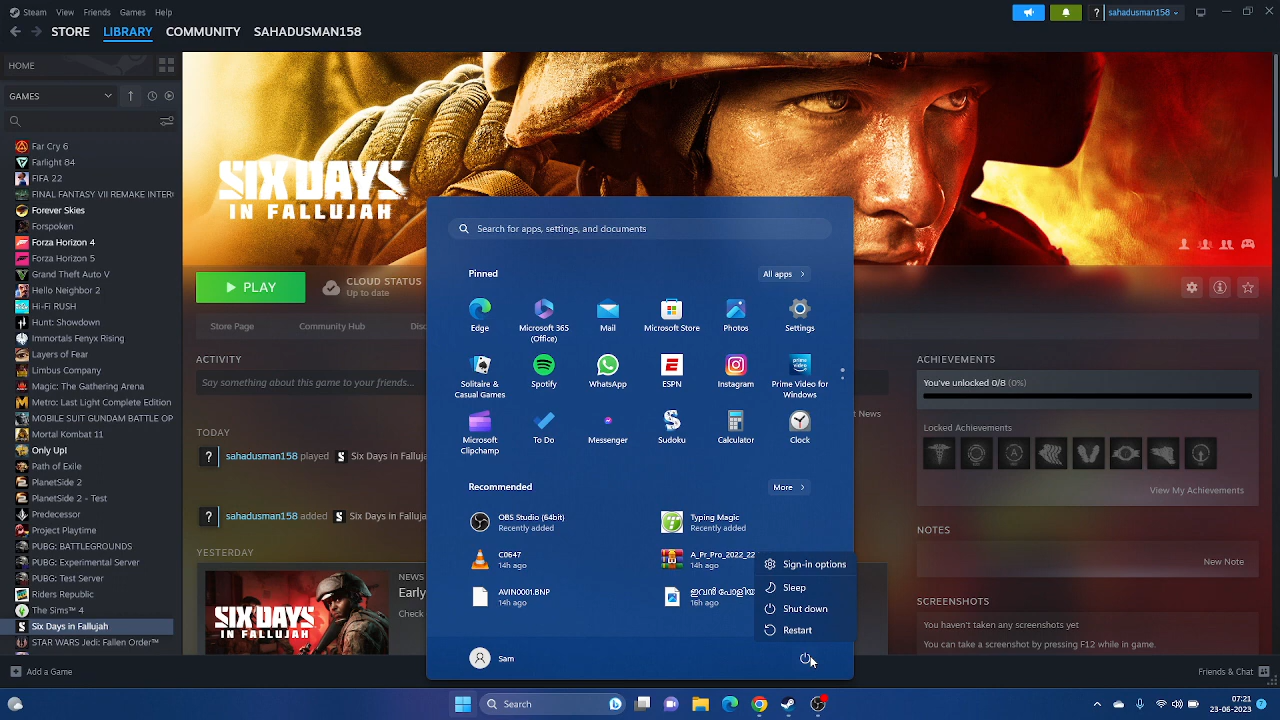 Steam View Friends Games Help
sahadusman158
STORE LIBRARY COMMUNITY SAHADUSMAN158
HOME
GAMES
Far Cry 6
Farlight 84
FIFA 22
FINAL FANTASY VII REMAKE INTER
Forever Skies
Forspoken
Forza Horizon 4
Forza Horizon 5
Grand Theft Auto V
Hello Neighbor 2
Hi-Fi RUSH
Hunt: Showdown
Immortals Fenyx Rising
Layers of Fear
Limbus Company
Magic: The Gathering Arena
Metro: Last Light Complete Edition
MOBILE SUIT GUNDAM BATTLE OP
Mortal Kombat 11
Only Up!
Path of Exile
PlanetSide 2
PlanetSide 2 - Test
Predecessor
Project Playtime
PUBG: BATTLEGROUNDS
PUBG: Experimental Server
PUBG: Test Server
Riders Republic
The Sims™ 4
Six Days in Fallujah
STAR WARS Jedi: Fallen Order™
Add a Game
SIX DAYS
IN FALLUJAH
PLAY
CLOUD STATUS
Up to date
Store Page Community Hub Disc
ACTIVITY
Say something about this game to your friends...
t News
TODAY
? sahadusman158 played Six Days in Fallujah
? sahadusman158 added Six Days in Fallujah
YESTERDAY
SIX DAYS
IN FALLUJAH
NEWS
Early
Check
Search for apps, settings, and documents
Pinned
All apps >
Edge
Microsoft 365
(Office)
Mail
Microsoft Store
Photos
Settings
Solitaire &
Casual Games
Spotify
WhatsApp
ESPN
Instagram
Prime Video for
Windows
Microsoft
Clipchamp
To Do
Messenger
Sudoku
Calculator
Clock
Recommended
More >
OBS Studio (64bit)
Recently added
Typing Magic
Recently added
C0647
14h ago
A_Pr_Pro_2022_22
14h ago
AVIN0001.BNP
14h ago
16h ago
Sign-in options
Sleep
Shut down
Restart
Sam
ACHIEVEMENTS
You've unlocked 0/8 (0%)
Locked Achievements
View My Achievements
NOTES
New Note
SCREENSHOTS
You haven't taken any screenshots yet
You can take a screenshot by pressing F12 while in game.
Friends & Chat
Search
07:21
23-06-2023